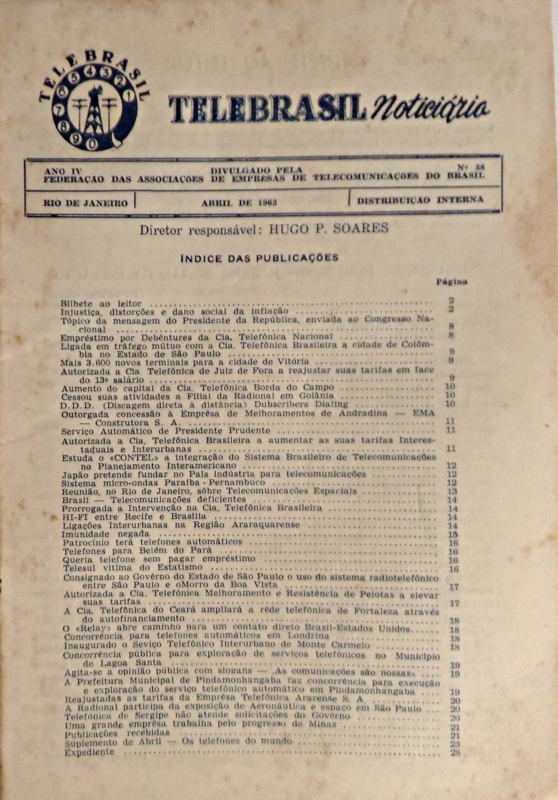 TELEBRASIL
TELEBRASIL Noticiário
ANO IV DIVULGADO PELA Nº 38
FEDERAÇÃO DAS ASSOCIAÇÕES DE EMPRESAS DE TELECOMUNICAÇÕES DO BRASIL
RIO DE JANEIRO ABRIL DE 1963 DISTRIBUIÇÃO INTERNA
Diretor responsável: HUGO P. SOARES
ÍNDICE DAS PUBLICAÇÕES
Página
Bilhete ao leitor 2
Injustiça, distorções e dano social da inflação 2
Tópico da mensagem do Presidente da República, enviada ao Congresso Na-
cional 8
Empréstimo por Debêntures da Cia. Telefônica Nacional 8
Ligada em tráfego mútuo com a Cia. Telefônica Brasileira a cidade de Colôm-
bia no Estado de São Paulo 9
Mais 3.600 novos terminais para a cidade de Vitória 9
Autorizada a Cia Telefônica de Juiz de Fora a reajustar suas tarifas em face
do 13º salário 9
Aumento do capital da Cia Telefônica Borda do Campo 10
Cessou suas atividades a Filial da Radional em Goiânia 10
D.D.D. (Discagem direta à distância) Dubscribers Dialing 10
Outorgada concessão à Emprêsa de Melhoramentos de Andradina — EMA
— Construtora S. A. 11
Serviço Automático de Presidente Prudente 11
Autorizada a Cia. Telefônica Brasileira a aumentar as suas tarifas Interes-
taduais e Interurbanas 11
Estuda o «CONTEL» a integração do Sistema Brasileiro de Telecomunicações
no Planejamento Interamericano 12
Japão pretende fundar no País indústria para telecomunicações 12
Sistema micro-ondas Paraíba - Pernambuco 12
Reunião, no Rio de Janeiro, sôbre Telecomunicações Espaciais 13
Brasil — Telecomunicações deficientes 14
Prorrogada a Intervenção na Cia. Telefônica Brasileira 14
HI-FI entre Recife e Brasília 14
Ligações Interurbanas na Região Araraquarense 14
Imunidade negada 15
Patrocínio terá telefones automáticos 16
Telefones para Belém do Pará 16
Queria telefone sem pagar empréstimo 16
Telesul vítima do Estatismo 16
Consignado ao Govêrno do Estado de São Paulo o uso do sistema radiotelefônico
entre São Paulo e oMorro da Boa Vista 17
Autorizada a Cia. Telefônica Melhoramento e Resistência de Pelotas a elevar
suas tarifas 17
A Cia. Telefônica do Ceará ampliará a rêde telefônica de Fortaleza através
do autofinanciamento 18
O «Relay» abre caminho para um contato direto Brasil-Estados Unidos. 18
Concorrência para telefones automáticos em Londrina 18
Inaugurado o Seviço Telefônico Interurbano de Monte Carmelo 18
Concorrência pública para exploração de serviços telefônicos no Município
de Lagoa Santa 19
Agita-se a opinião pública com slogans — «As comunicações são nossas» 19
A Prefeitura Municipal de Pindamonhangaba faz concorrência para execução
e exploração do serviço telefônico automático em Pindamonhangaba 19
Reajustadas as tarifas da Emprêsa Telefônica Ararense S. A. 20
A Radional participa da exposição de Aeronáutica e espaço em São Paulo 20
Telefônica de Sergipe não atende solicitações do Govêrno 20
Uma grande emprêsa trabalha pelo progresso de Minas 21
Publicações recebidas 21
Suplemento de Abril — Os telefones do mundo 23
Expediente 28